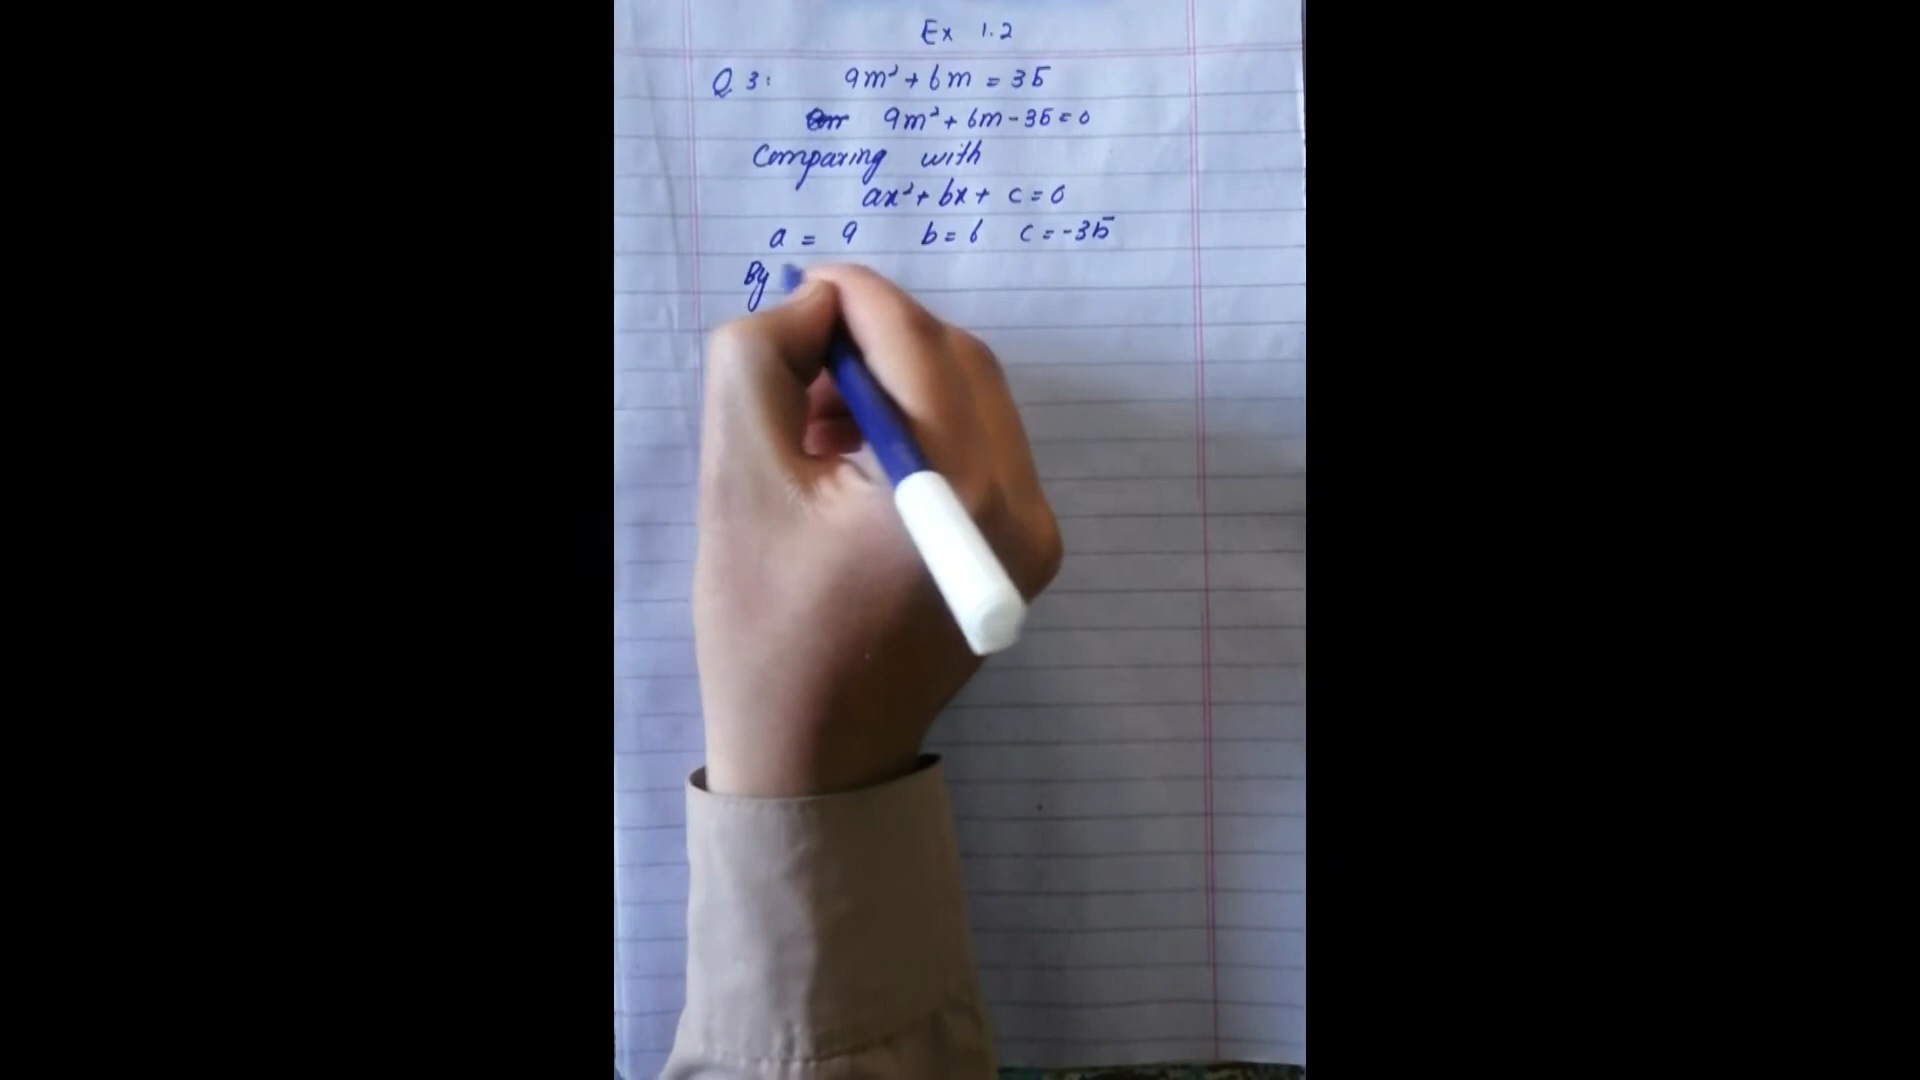 Ex 1.2
Q 3: 9m² + 6m = 35
9m² + 6m - 35 = 0
Comparing with
ax² + bx + c = 0
a = 9 b = 6 c = -35
By